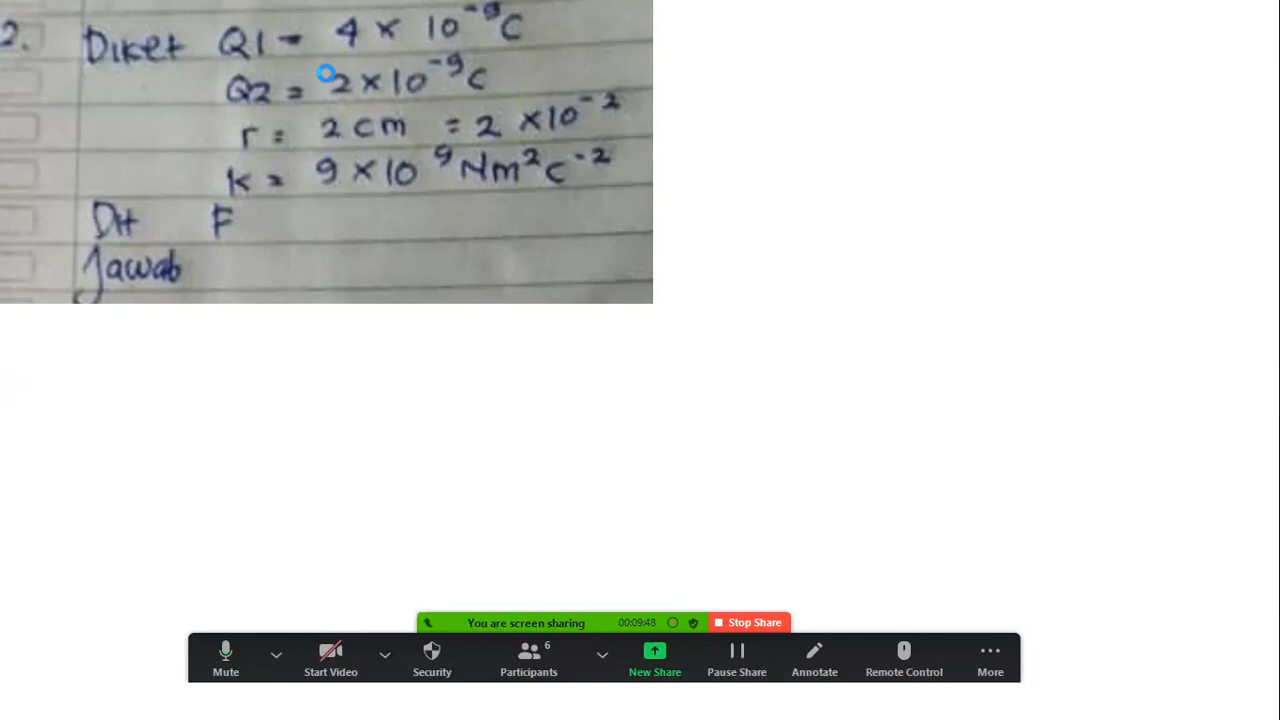 2. Diket Q1 = 4 × 10⁻⁹C
Q2 = 2 × 10⁻⁹C
r = 2 cm = 2 × 10⁻²
K = 9 × 10⁹ Nm²C⁻²
Dit F
Jawab
You are screen sharing 00:09:48 Stop Share
6
Mute Start Video Security Participants New Share Pause Share Annotate Remote Control More